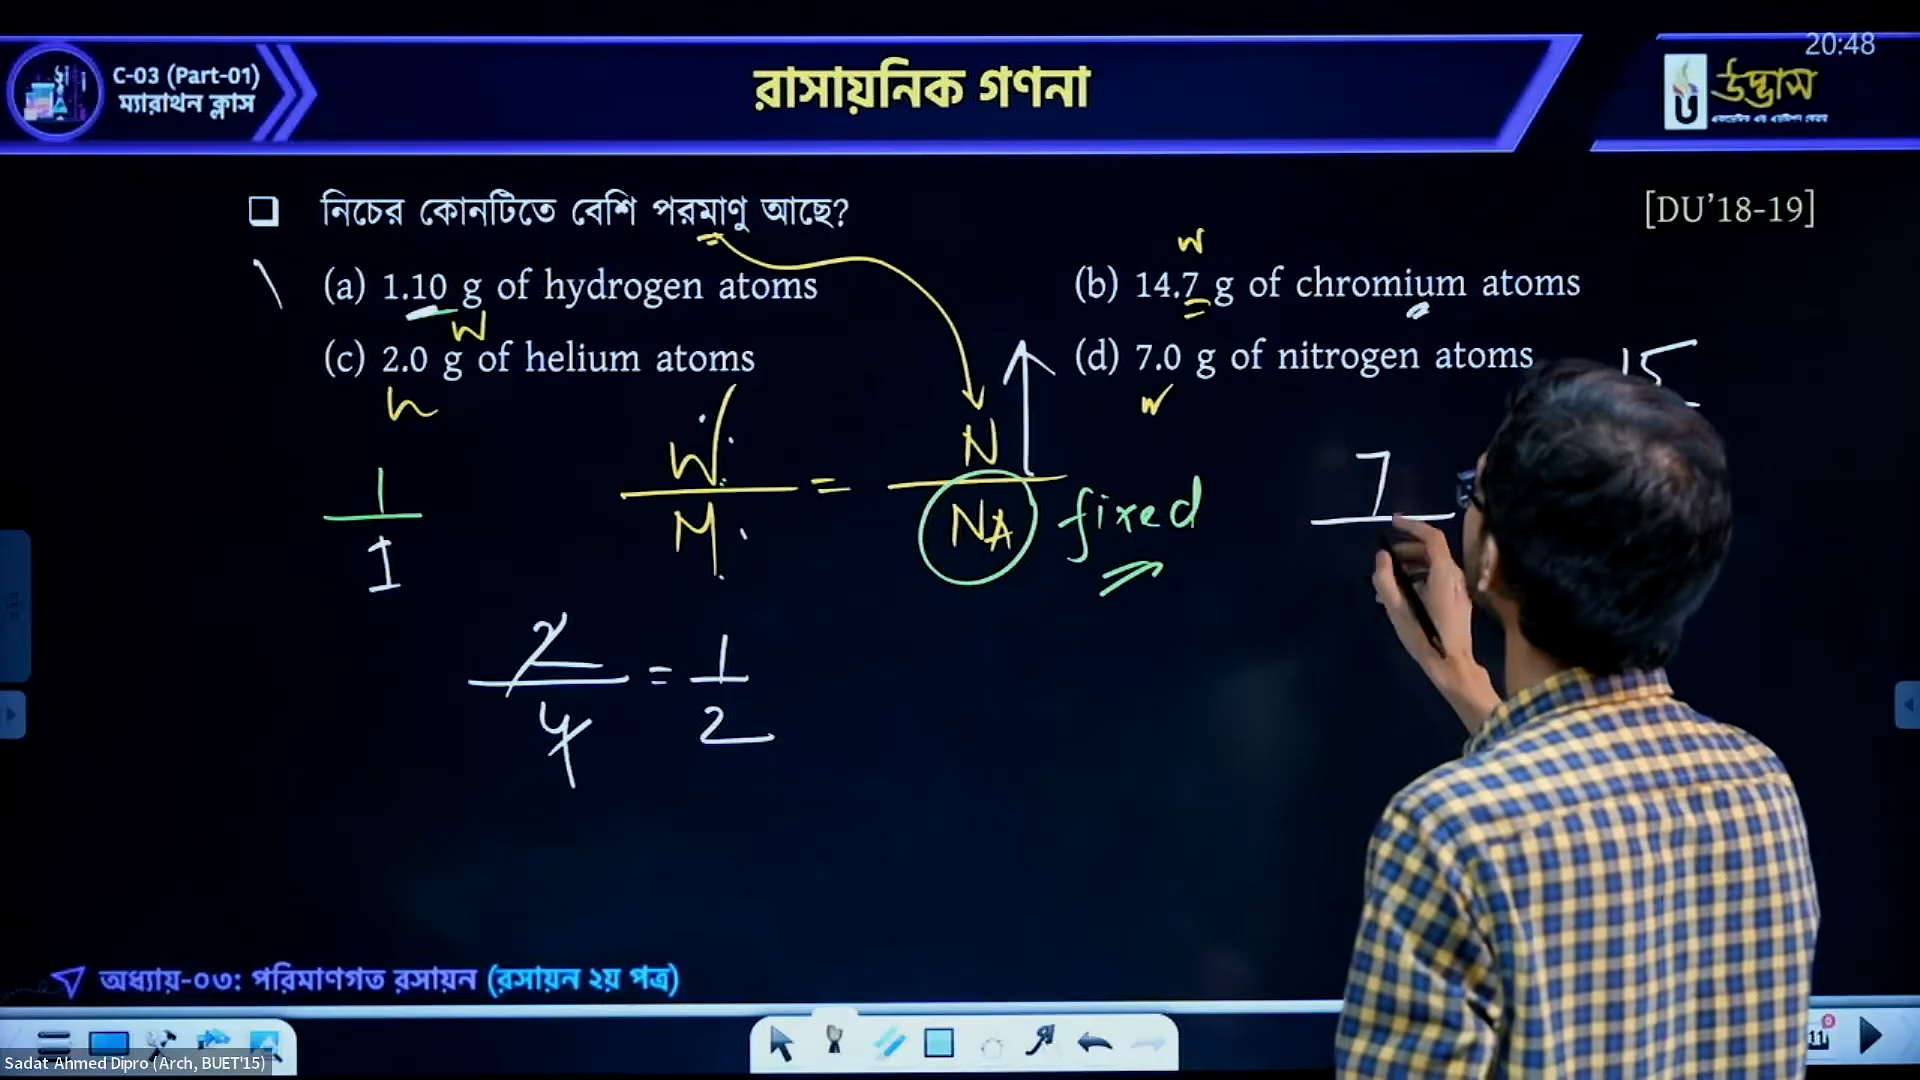 20:48
C-03 (Part-01)
ম্যারাথন ক্লাস
রাসায়নিক গণনা
উদ্ভাস
নিচের কোনটিতে বেশি পরমাণু আছে?
[DU’18-19]
W
(a) 1.10 g of hydrogen atoms
(b) 14.7 g of chromium atoms
W
(c) 2.0 g of helium atoms
(d) 7.0 g of nitrogen atoms
15
W
W
W
M
=
N
NA
fixed
1
1
7
2
4
=
1
2
অধ্যায়-০৩: পরিমাণগত রসায়ন (রসায়ন ২য় পত্র)
11
Sadat Ahmed Dipro (Arch, BUET'15)